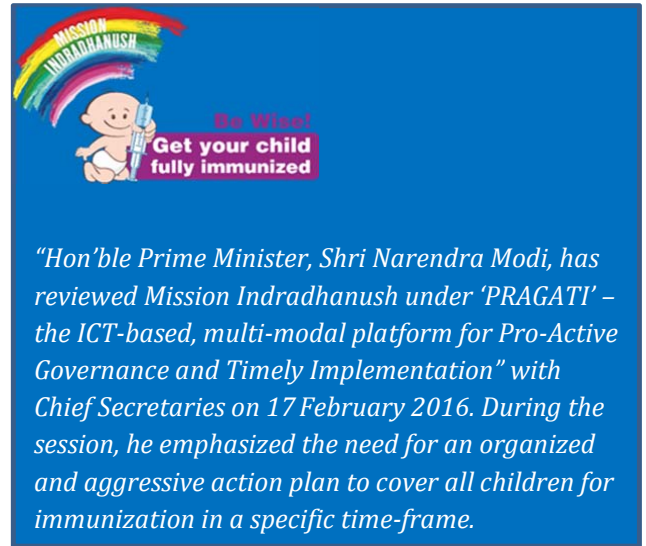 MISSION
INDRADHANUSH
Be Wise!
Get your child
fully immunized
“Hon’ble Prime Minister, Shri Narendra Modi, has
reviewed Mission Indradhanush under ‘PRAGATI’ –
the ICT-based, multi-modal platform for Pro-Active
Governance and Timely Implementation” with
Chief Secretaries on 17 February 2016. During the
session, he emphasized the need for an organized
and aggressive action plan to cover all children for
immunization in a specific time-frame.